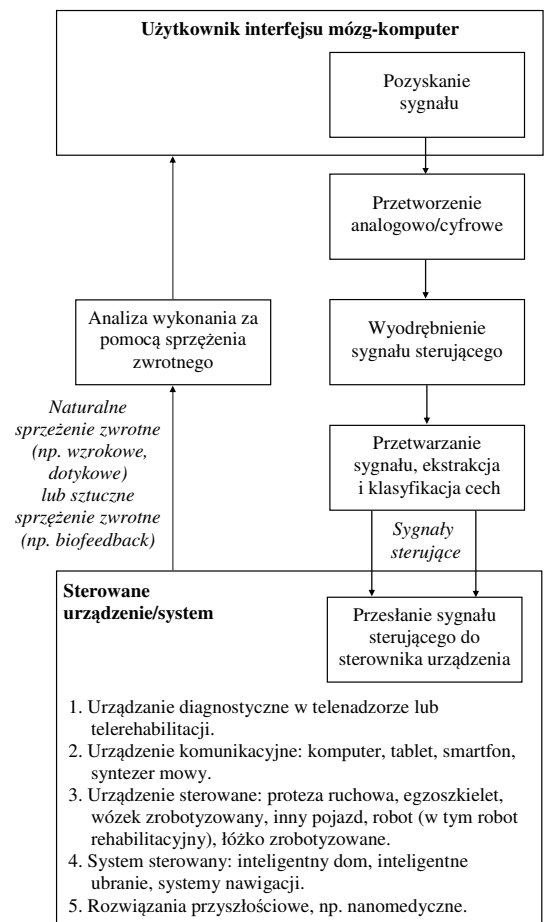 Użytkownik interfejsu mózg-komputer
Pozyskanie
sygnału
Przetworzenie
analogowo/cyfrowe
Wyodrębnienie
sygnału sterującego
Przetwarzanie
sygnału, ekstrakcja
i klasyfikacja cech
Sygnały
sterujące
Analiza wykonania za
pomocą sprzężenia
zwrotnego
Naturalne
sprzeżenie zwrotne
(np. wzrokowe,
dotykowe)
lub sztuczne
sprzężenie zwrotne
(np. biofeedback)
Sterowane
urządzenie/system
Przesłanie sygnału
sterującego do
sterownika urządzenia
1. Urządzanie diagnostyczne w telenadzorze lub
telerehabilitacji.
2. Urządzenie komunikacyjne: komputer, tablet, smartfon,
syntezer mowy.
3. Urządzenie sterowane: proteza ruchowa, egzoszkielet,
wózek zrobotyzowany, inny pojazd, robot (w tym robot
rehabilitacyjny), łóżko zrobotyzowane.
4. System sterowany: inteligentny dom, inteligentne
ubranie, systemy nawigacji.
5. Rozwiązania przyszłościowe, np. nanomedyczne.